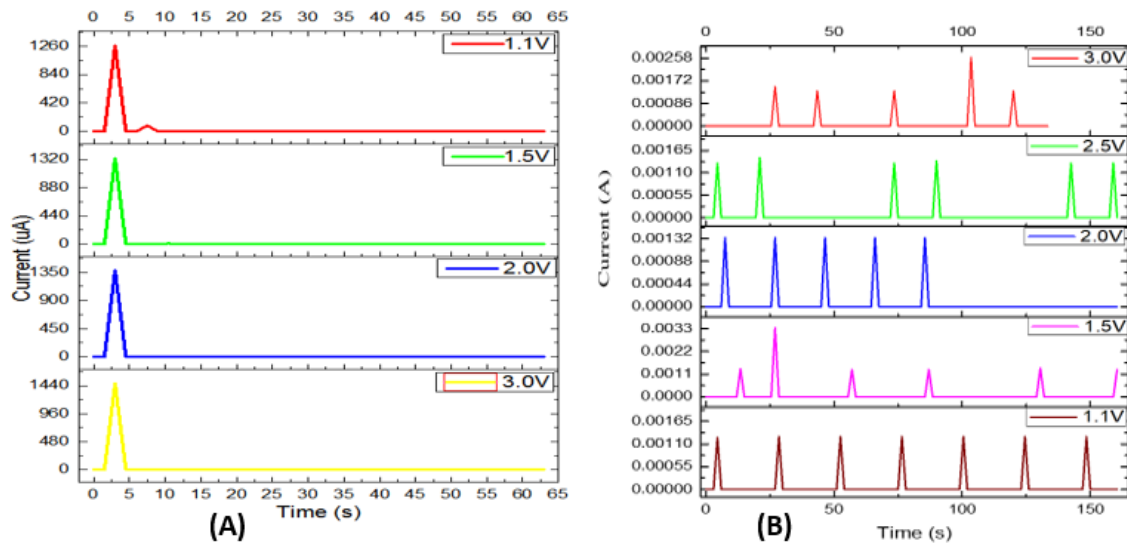 0 5 10 15 20 25 30 35 40 45 50 55 60 65
1260
840
420
0
1.1V
1320
880
440
0
1.5V
1350
900
450
0
2.0V
1440
960
480
0
3.0V
Current (uA)
0 5 10 15 20 25 30 35 40 45 50 55 60 65
Time (s)
(A)
0 50 100 150
0.00258
0.00172
0.00086
0.00000
3.0V
0.00165
0.00110
0.00055
0.00000
2.5V
0.00132
0.00088
0.00044
0.00000
2.0V
0.0033
0.0022
0.0011
0.0000
1.5V
0.00165
0.00110
0.00055
0.00000
1.1V
Current (A)
0 50 100 150
Time (s)
(B)